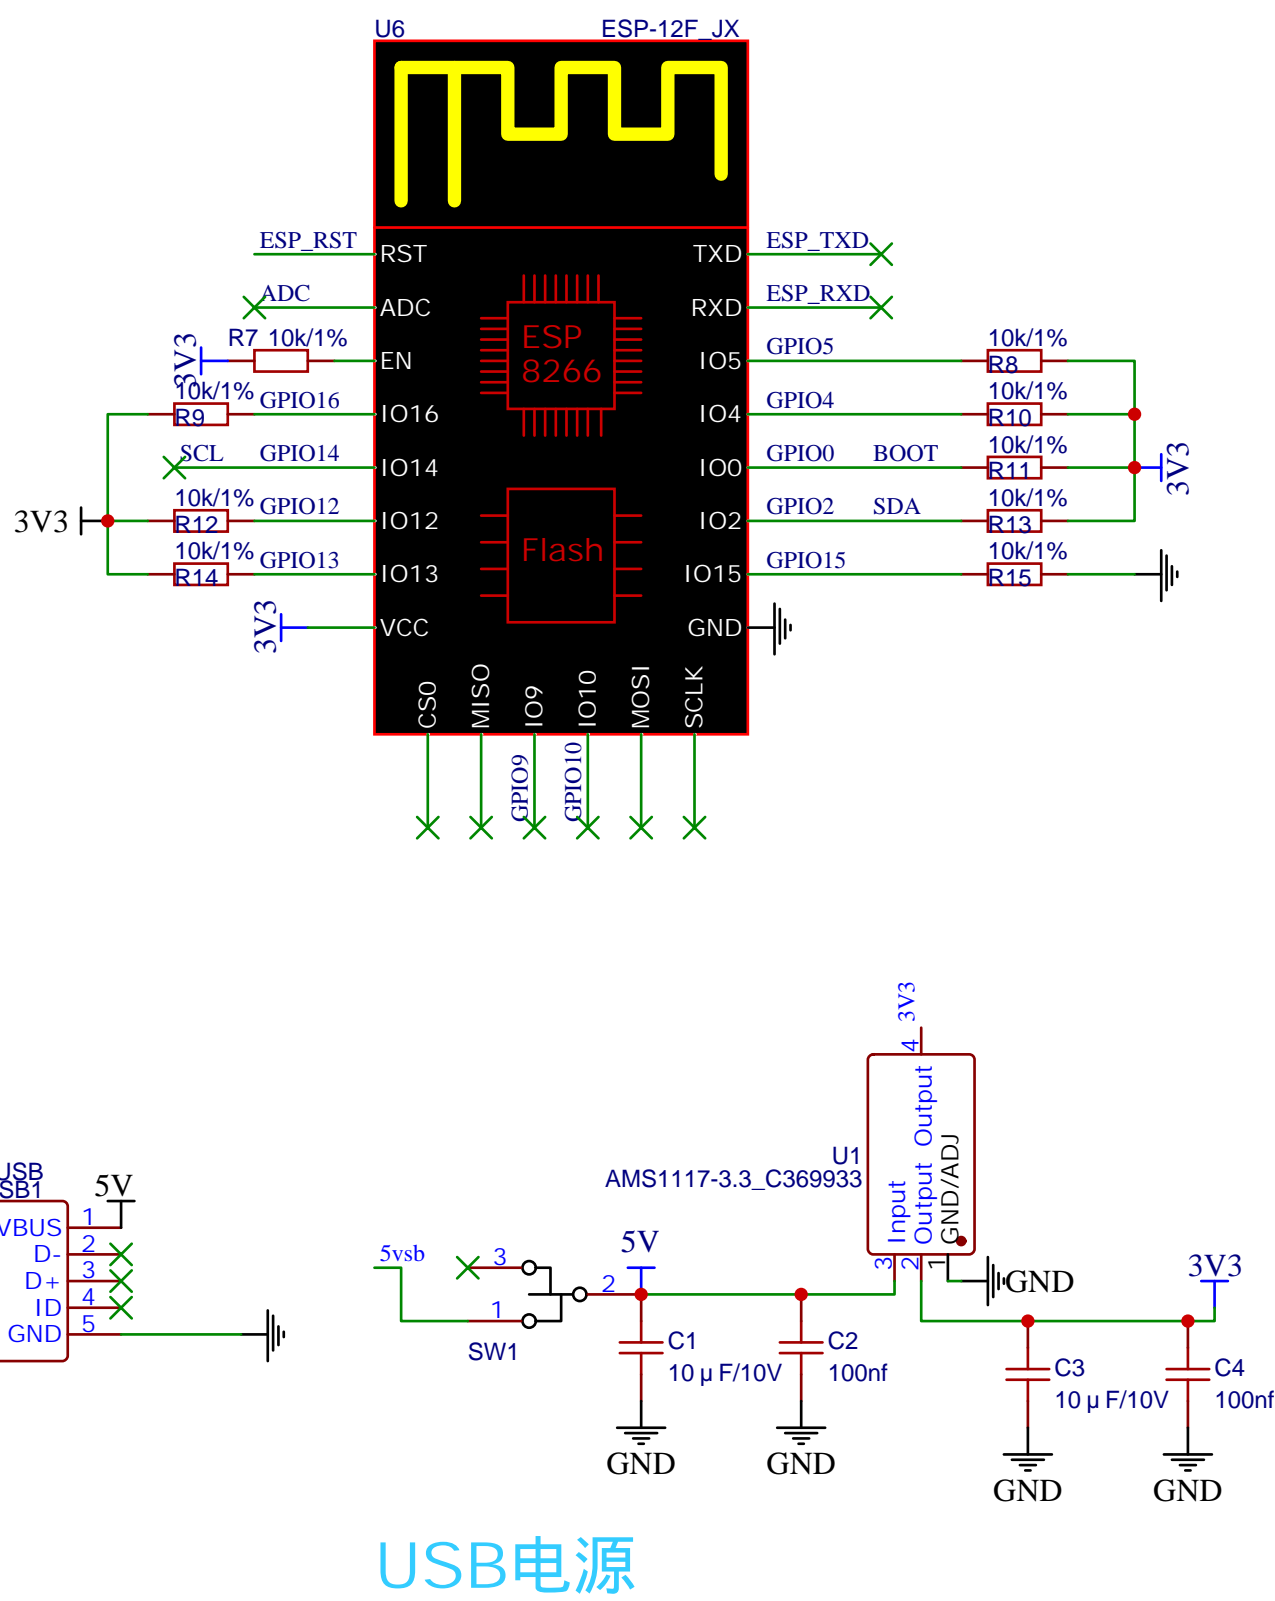 U6 ESP-12F_JX
ESP_RST RST TXD ESP_TXD
ADC ADC RXD ESP_RXD
3V3 R7 10k/1% EN ESP 8266 IO5 GPIO5 10k/1% R8
10k/1% R9 GPIO16 IO16 IO4 GPIO4 10k/1% R10
SCL GPIO14 IO14 IO0 GPIO0 BOOT 10k/1% R11 3V3
3V3 10k/1% R12 GPIO12 IO12 Flash IO2 GPIO2 SDA 10k/1% R13
10k/1% R14 GPIO13 IO13 IO15 GPIO15 10k/1% R15
3V3 VCC GND
CS0 MISO IO9 IO10 MOSI SCLK
GPIO9 GPIO10
3V3
4
Input Output Output GND/ADJ
U1
AMS1117-3.3_C369933
3 2 1
GND
USB
SB1
5V
VBUS 1
D- 2
D+ 3
ID 4
GND 5
5vsb 3 2 5V
1
SW1
C1
10μF/10V
GND
C2
100nf
GND
3V3
C3
10μF/10V
GND
C4
100nf
GND
USB电源